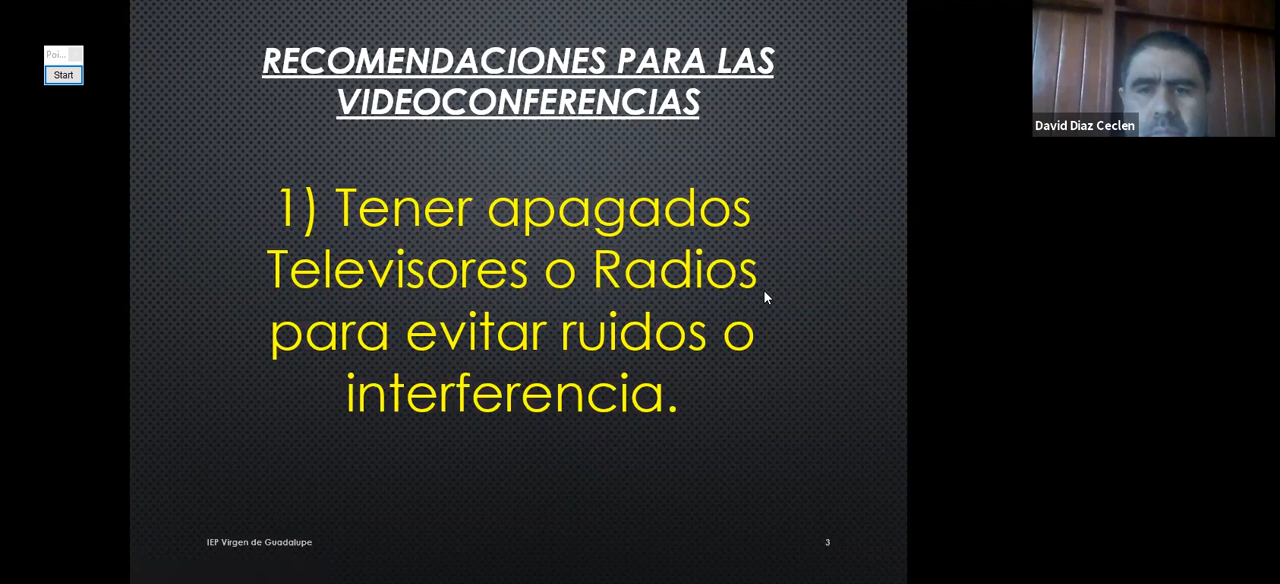 Poi...
Start
RECOMENDACIONES PARA LAS
VIDEOCONFERENCIAS
1) Tener apagados
Televisores o Radios
para evitar ruidos o
interferencia.
IEP Virgen de Guadalupe
3
David Diaz Ceclen